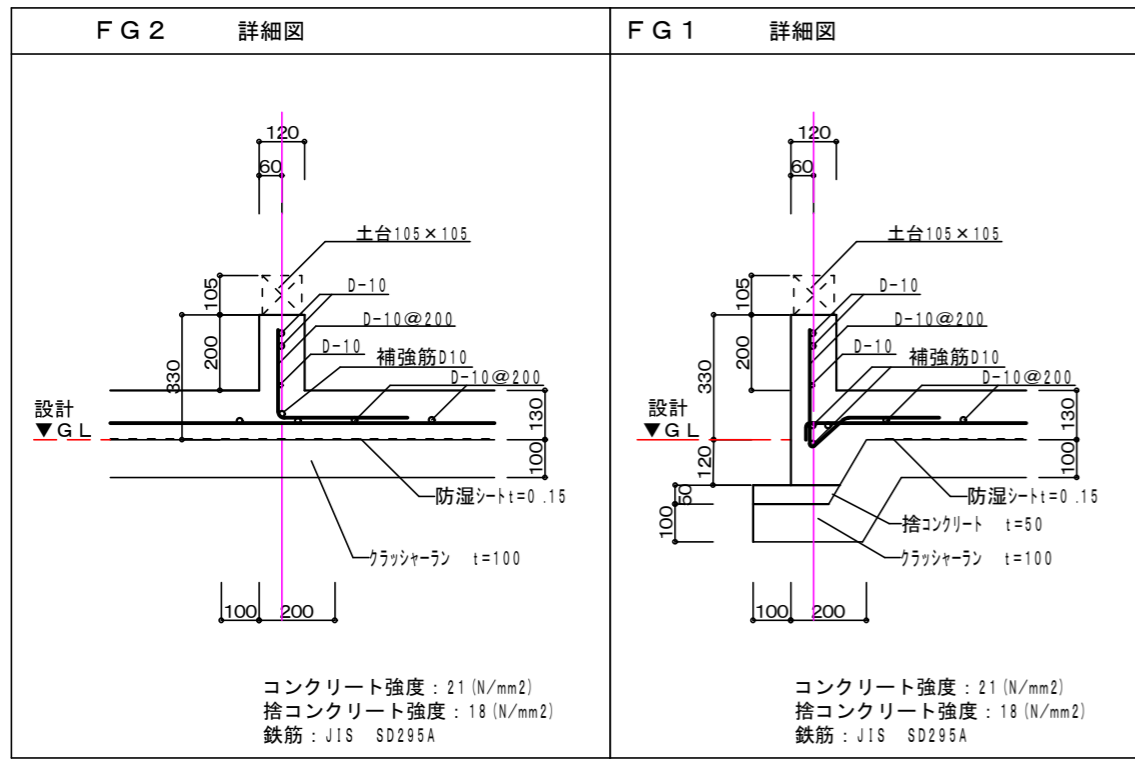 ＦＧ２ 詳細図
120
60
土台105×105
105
D-10
D-10@200
200
330
D-10 補強筋D10
D-10@200
設計
▼ＧＬ
130
100
防湿シートt=0.15
クラッシャーラン t=100
100 200
コンクリート強度：21(N/mm2)
捨コンクリート強度：18(N/mm2)
鉄筋：JIS SD295A
ＦＧ１ 詳細図
120
60
土台105×105
105
D-10
D-10@200
200
330
D-10 補強筋D10
D-10@200
設計
▼ＧＬ
130
120
100
50
100
防湿シートt=0.15
捨コンクリート t=50
クラッシャーラン t=100
100 200
コンクリート強度：21(N/mm2)
捨コンクリート強度：18(N/mm2)
鉄筋：JIS SD295A